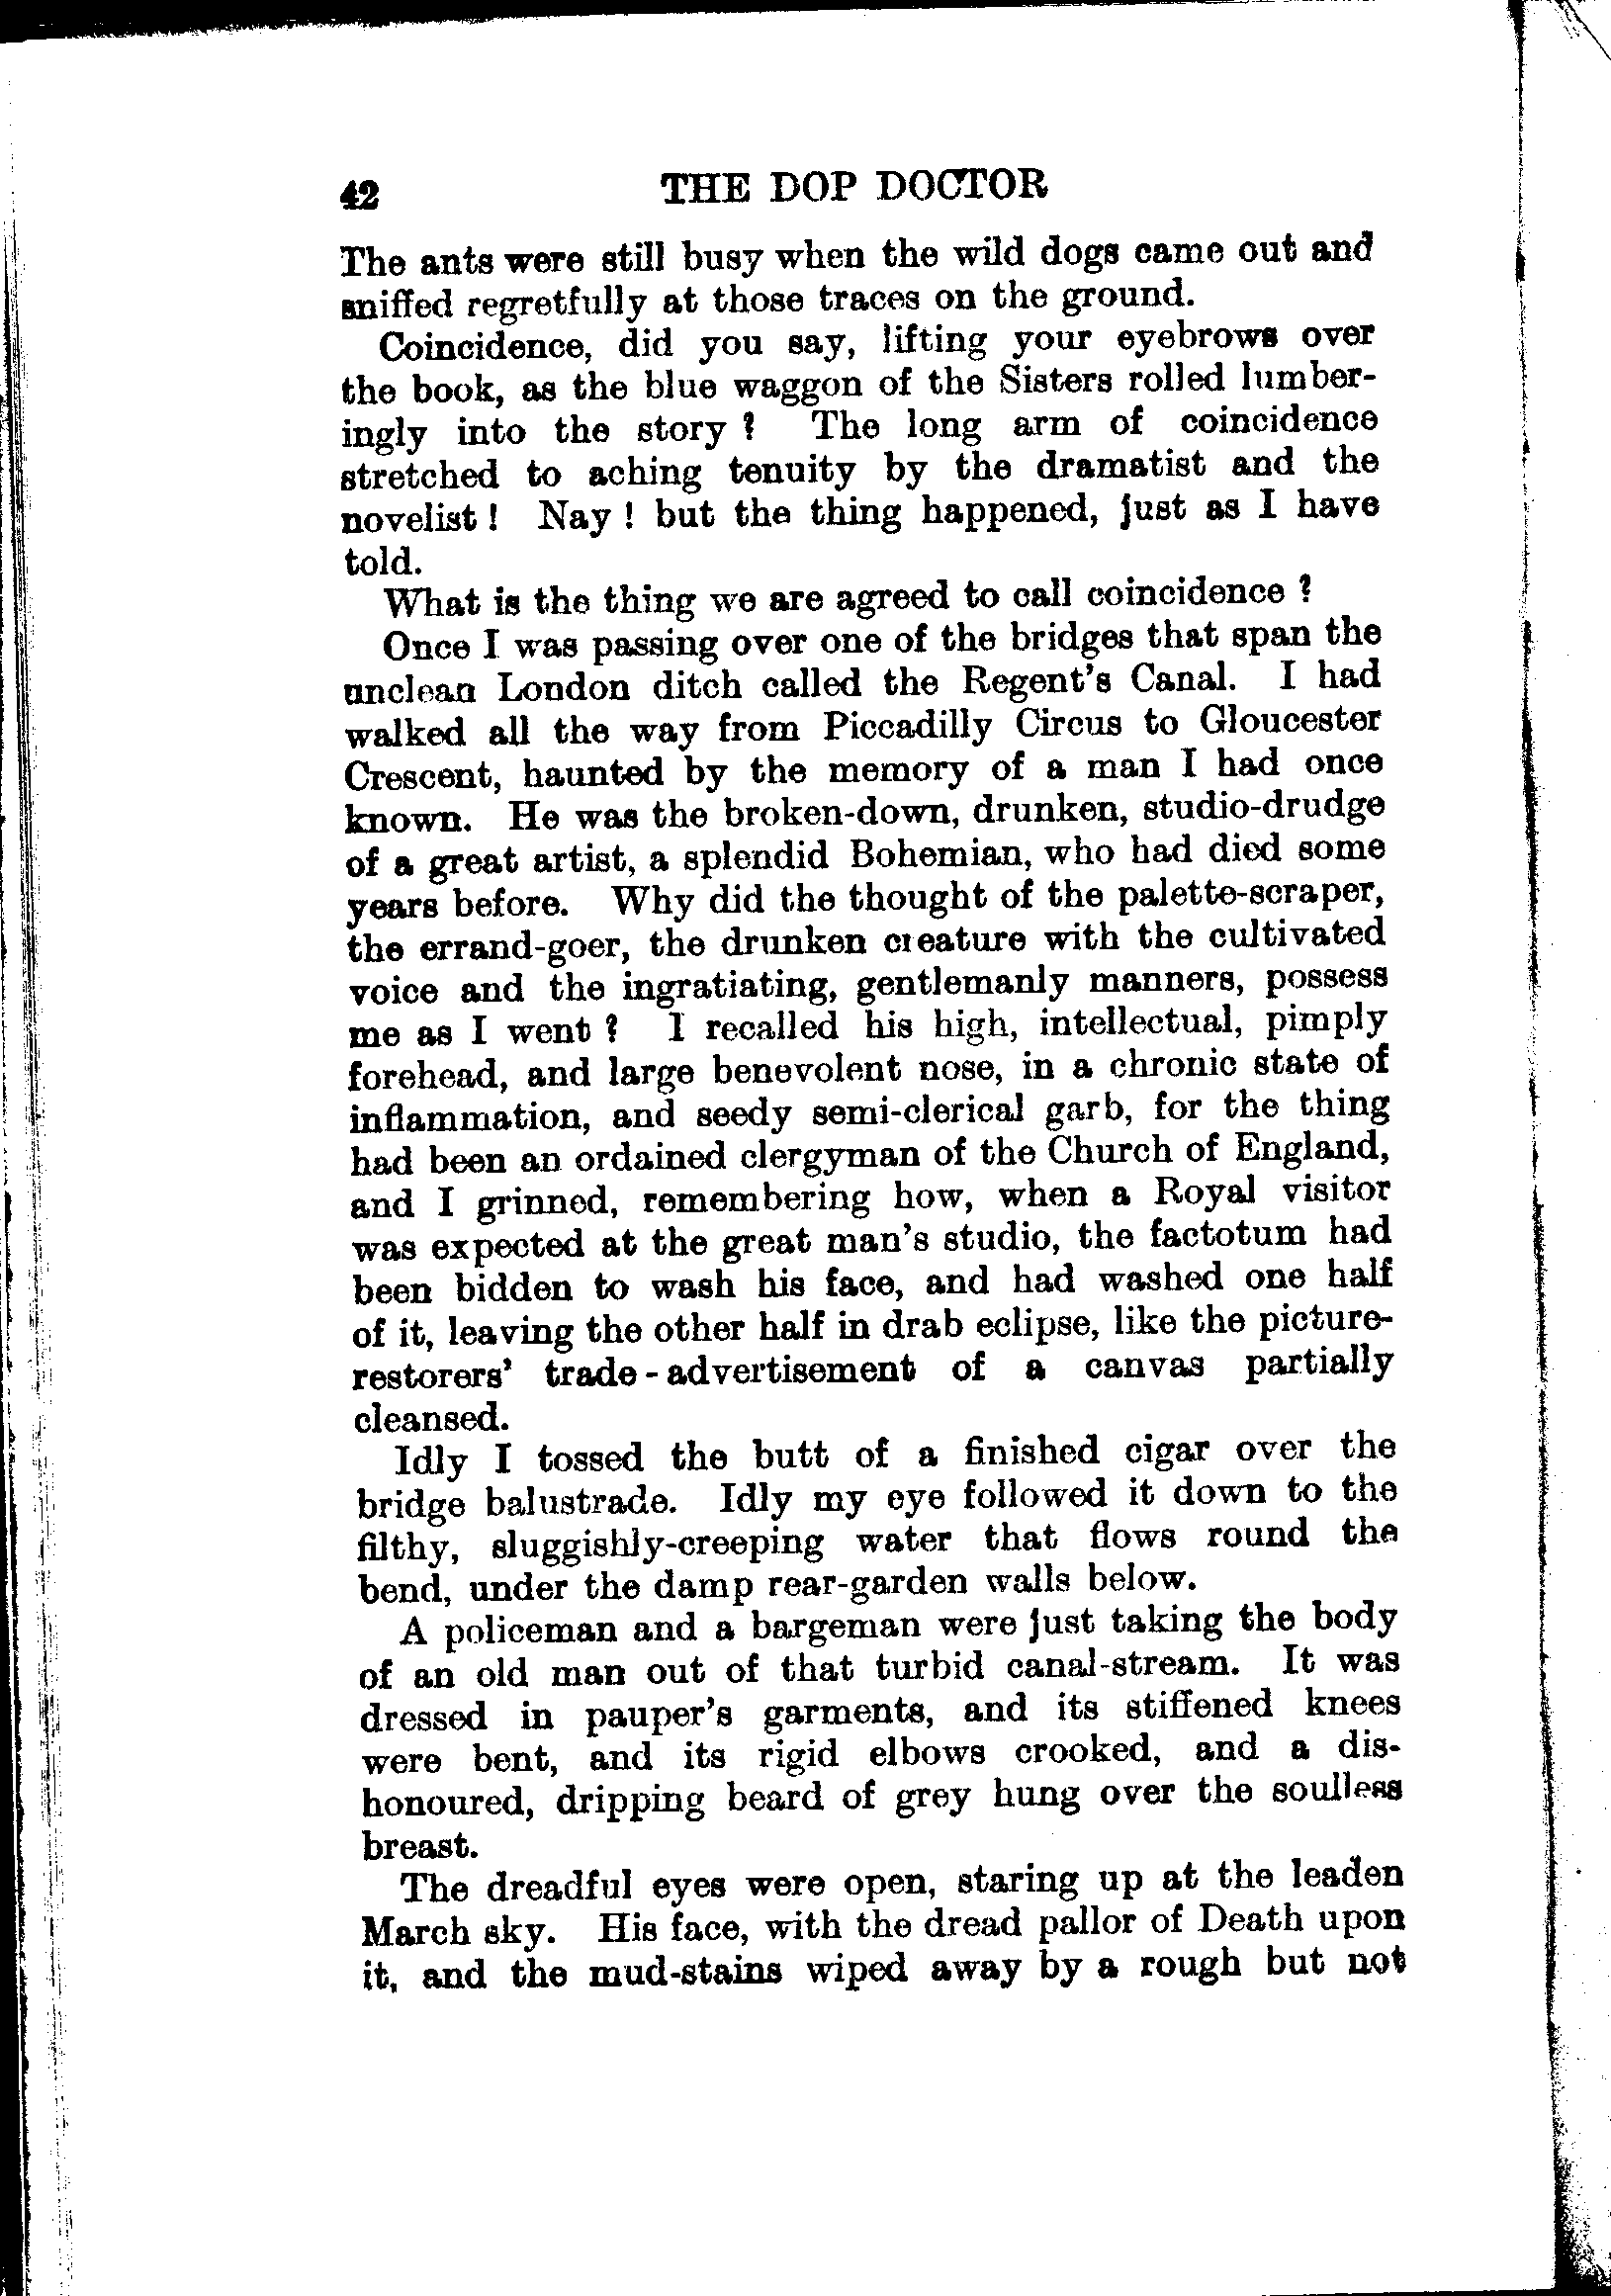 42 THE DOP DOCTOR
The ants were still busy when the wild dogs came out and
sniffed regretfully at those traces on the ground.
Coincidence, did you say, lifting your eyebrows over
the book, as the blue waggon of the Sisters rolled lumber-
ingly into the story ? The long arm of coincidence
stretched to aching tenuity by the dramatist and the
novelist ! Nay ! but the thing happened, just as I have
told.
What is the thing we are agreed to call coincidence ?
Once I was passing over one of the bridges that span the
unclean London ditch called the Regent's Canal. I had
walked all the way from Piccadilly Circus to Gloucester
Crescent, haunted by the memory of a man I had once
known. He was the broken-down, drunken, studio-drudge
of a great artist, a splendid Bohemian, who had died some
years before. Why did the thought of the palette-scraper,
the errand-goer, the drunken creature with the cultivated
voice and the ingratiating, gentlemanly manners, possess
me as I went ? I recalled his high, intellectual, pimply
forehead, and large benevolent nose, in a chronic state of
inflammation, and seedy semi-clerical garb, for the thing
had been an ordained clergyman of the Church of England,
and I grinned, remembering how, when a Royal visitor
was expected at the great man's studio, the factotum had
been bidden to wash his face, and had washed one half
of it, leaving the other half in drab eclipse, like the picture-
restorers' trade-advertisement of a canvas partially
cleansed.
Idly I tossed the butt of a finished cigar over the
bridge balustrade. Idly my eye followed it down to the
filthy, sluggishly-creeping water that flows round the
bend, under the damp rear-garden walls below.
A policeman and a bargeman were just taking the body
of an old man out of that turbid canal-stream. It was
dressed in pauper's garments, and its stiffened knees
were bent, and its rigid elbows crooked, and a dis-
honoured, dripping beard of grey hung over the soulless
breast.
The dreadful eyes were open, staring up at the leaden
March sky. His face, with the dread pallor of Death upon
it, and the mud-stains wiped away by a rough but not